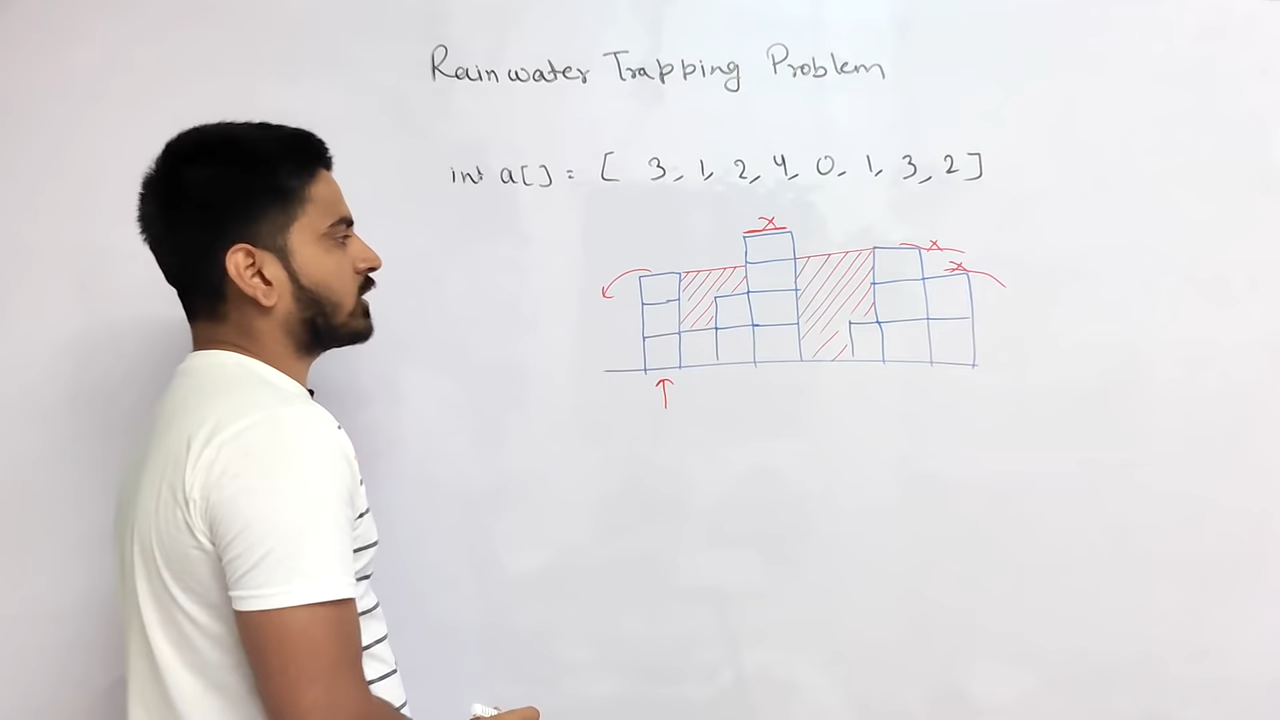 Rainwater Trapping Problem
int a[] = [ 3, 1, 2, 4, 0, 1, 3, 2 ]